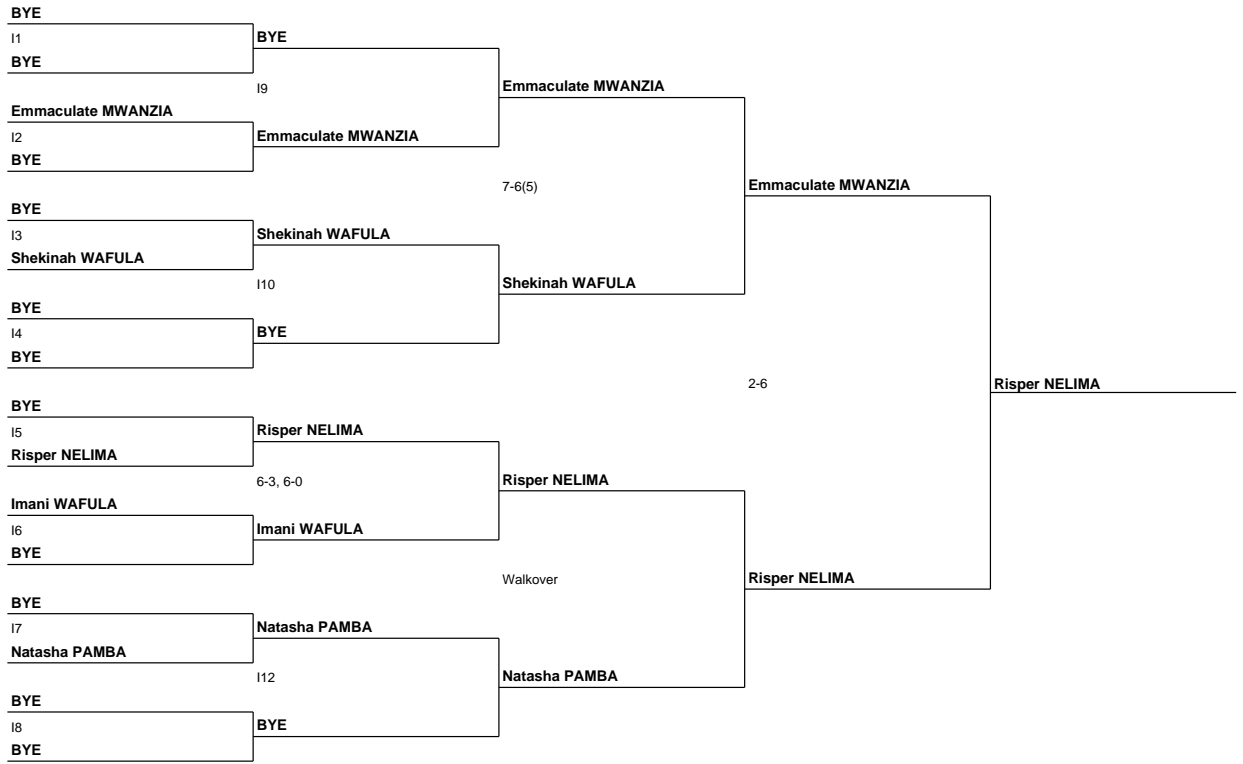 BYE
I1
BYE
BYE
I9
Emmaculate MWANZIA
Emmaculate MWANZIA
I2
Emmaculate MWANZIA
BYE
7-6(5)
Emmaculate MWANZIA
BYE
I3
Shekinah WAFULA
Shekinah WAFULA
I10
Shekinah WAFULA
BYE
I4
BYE
BYE
2-6
Risper NELIMA
BYE
I5
Risper NELIMA
Risper NELIMA
6-3, 6-0
Risper NELIMA
Imani WAFULA
I6
Imani WAFULA
BYE
Walkover
Risper NELIMA
BYE
I7
Natasha PAMBA
Natasha PAMBA
I12
Natasha PAMBA
BYE
I8
BYE
BYE